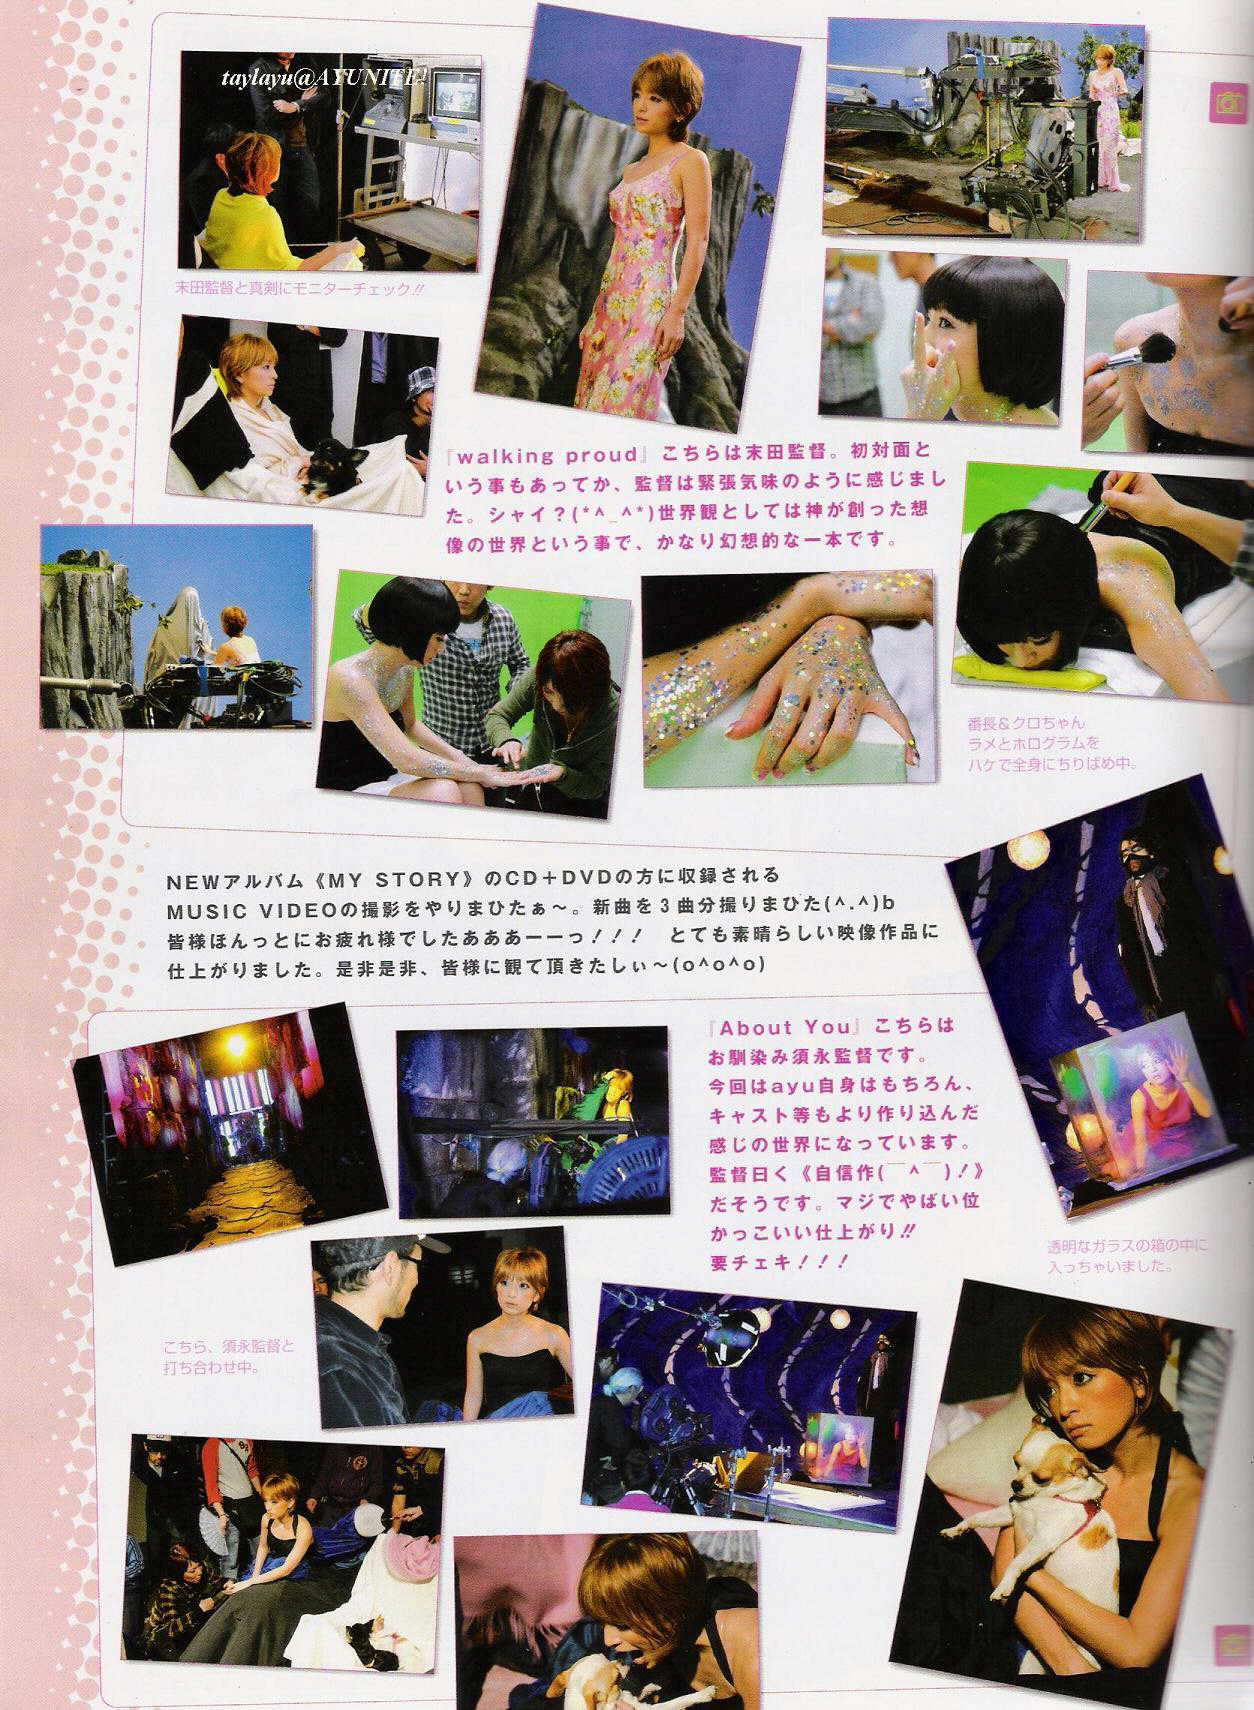 taylayu@AYUNITE!
末田監督と真剣にモニターチェック!!
『walking proud』こちらは末田監督。初対面と
いう事もあってか、監督は緊張気味のように感じまし
た。シャイ?(*^_^*)世界観としては神が創った想
像の世界という事で、かなり幻想的な一本です。
番長&クロちゃん
ラメとホログラムを
ハケで全身にちりばめ中。
NEWアルバム《MY STORY》のCD+DVDの方に収録される
MUSIC VIDEOの撮影をやりまひたぁ〜。新曲を3曲分撮りまひた(^.^)b
皆様ほんっとにお疲れ様でしたあああーーっ!!! とても素晴らしい映像作品に
仕上がりました。是非是非、皆様に観て頂きたしぃ〜(o^o^o)
『About You』こちらは
お馴染み須永監督です。
今回はayu自身はもちろん、
キャスト等もより作り込んだ
感じの世界になっています。
監督曰く《自信作(￣^￣)!》
だそうです。マジでやばい位
かっこいい仕上がり!!
要チェキ!!!
透明なガラスの箱の中に
入っちゃいました。
こちら、須永監督と
打ち合わせ中。